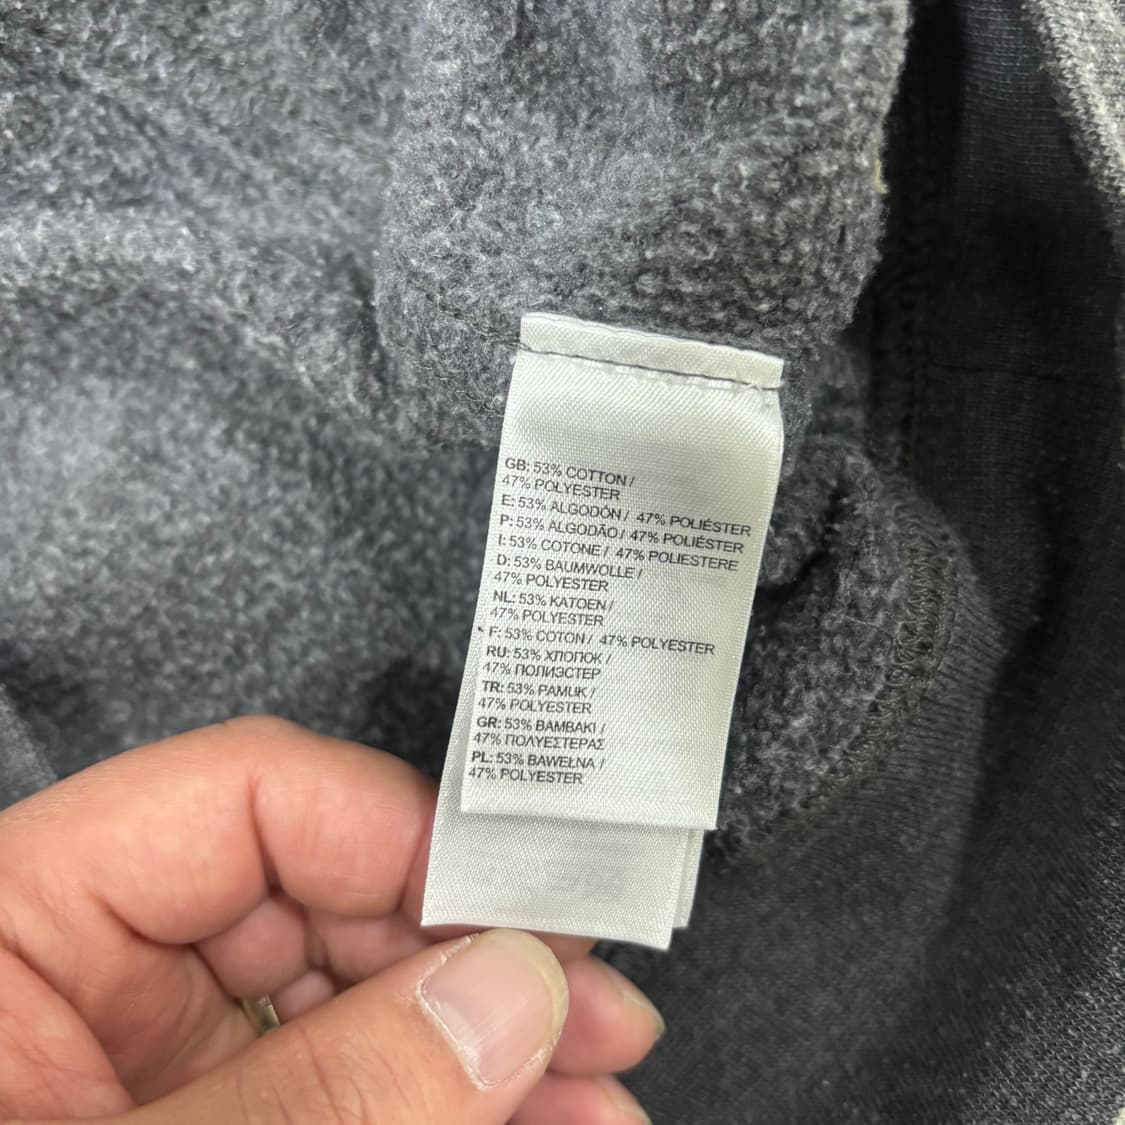 GB: 53% COTTON /
47% POLYESTER
E: 53% ALGODÓN / 47% POLIÉSTER
P: 53% ALGODÃO / 47% POLIÉSTER
I: 53% COTONE / 47% POLIESTERE
D: 53% BAUMWOLLE /
47% POLYESTER
NL: 53% KATOEN /
47% POLYESTER
F: 53% COTON / 47% POLYESTER
RU: 53% ХЛОПОК /
47% ПОЛИЭСТЕР
TR: 53% PAMUK /
47% POLYESTER
GR: 53% ΒΑΜΒΑΚΙ /
47% ΠΟΛΥΕΣΤΕΡΑΣ
PL: 53% BAWEŁNA /
47% POLYESTER